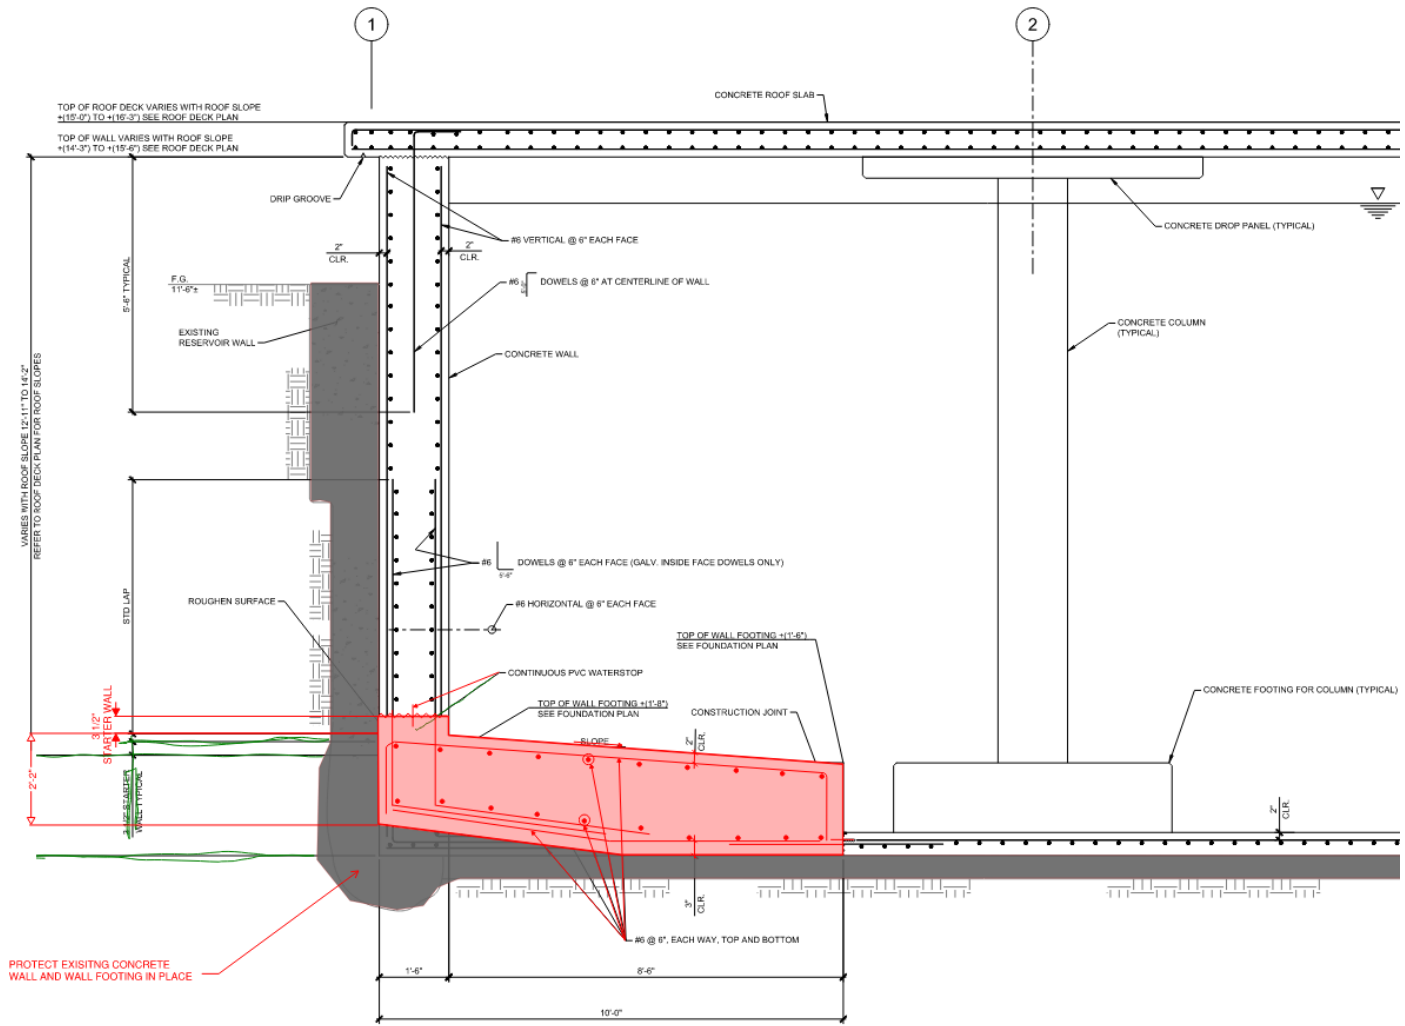 1
2
CONCRETE ROOF SLAB
TOP OF ROOF DECK VARIES WITH ROOF SLOPE
+(15'-0") TO +(16'-3") SEE ROOF DECK PLAN
TOP OF WALL VARIES WITH ROOF SLOPE
+(14'-3") TO +(15'-6") SEE ROOF DECK PLAN
DRIP GROOVE
CONCRETE DROP PANEL (TYPICAL)
#6 VERTICAL @ 6" EACH FACE
2"
CLR.
2"
CLR.
F.G.
11'-6"±
#6
DOWELS @ 6" AT CENTERLINE OF WALL
5'-6" TYPICAL
EXISTING
RESERVOIR WALL
CONCRETE COLUMN
(TYPICAL)
CONCRETE WALL
VARIES WITH ROOF SLOPE 12'-11" TO 14'-2"
REFER TO ROOF DECK PLAN FOR ROOF SLOPES
#6
DOWELS @ 6" EACH FACE (GALV. INSIDE FACE DOWELS ONLY)
5'-6"
STD LAP
ROUGHEN SURFACE
#6 HORIZONTAL @ 6" EACH FACE
TOP OF WALL FOOTING +(1'-6")
SEE FOUNDATION PLAN
CONTINUOUS PVC WATERSTOP
CONCRETE FOOTING FOR COLUMN (TYPICAL)
TOP OF WALL FOOTING +(1'-8")
SEE FOUNDATION PLAN
CONSTRUCTION JOINT
3 1/2"
STARTER WALL
SLOPE
2"
CLR.
2'-2"
3 1/2" STARTER
WALL TYPICAL
2"
CLR.
3"
CLR.
#6 @ 6", EACH WAY, TOP AND BOTTOM
PROTECT EXISITNG CONCRETE
WALL AND WALL FOOTING IN PLACE
1'-6"
8'-6"
10'-0"